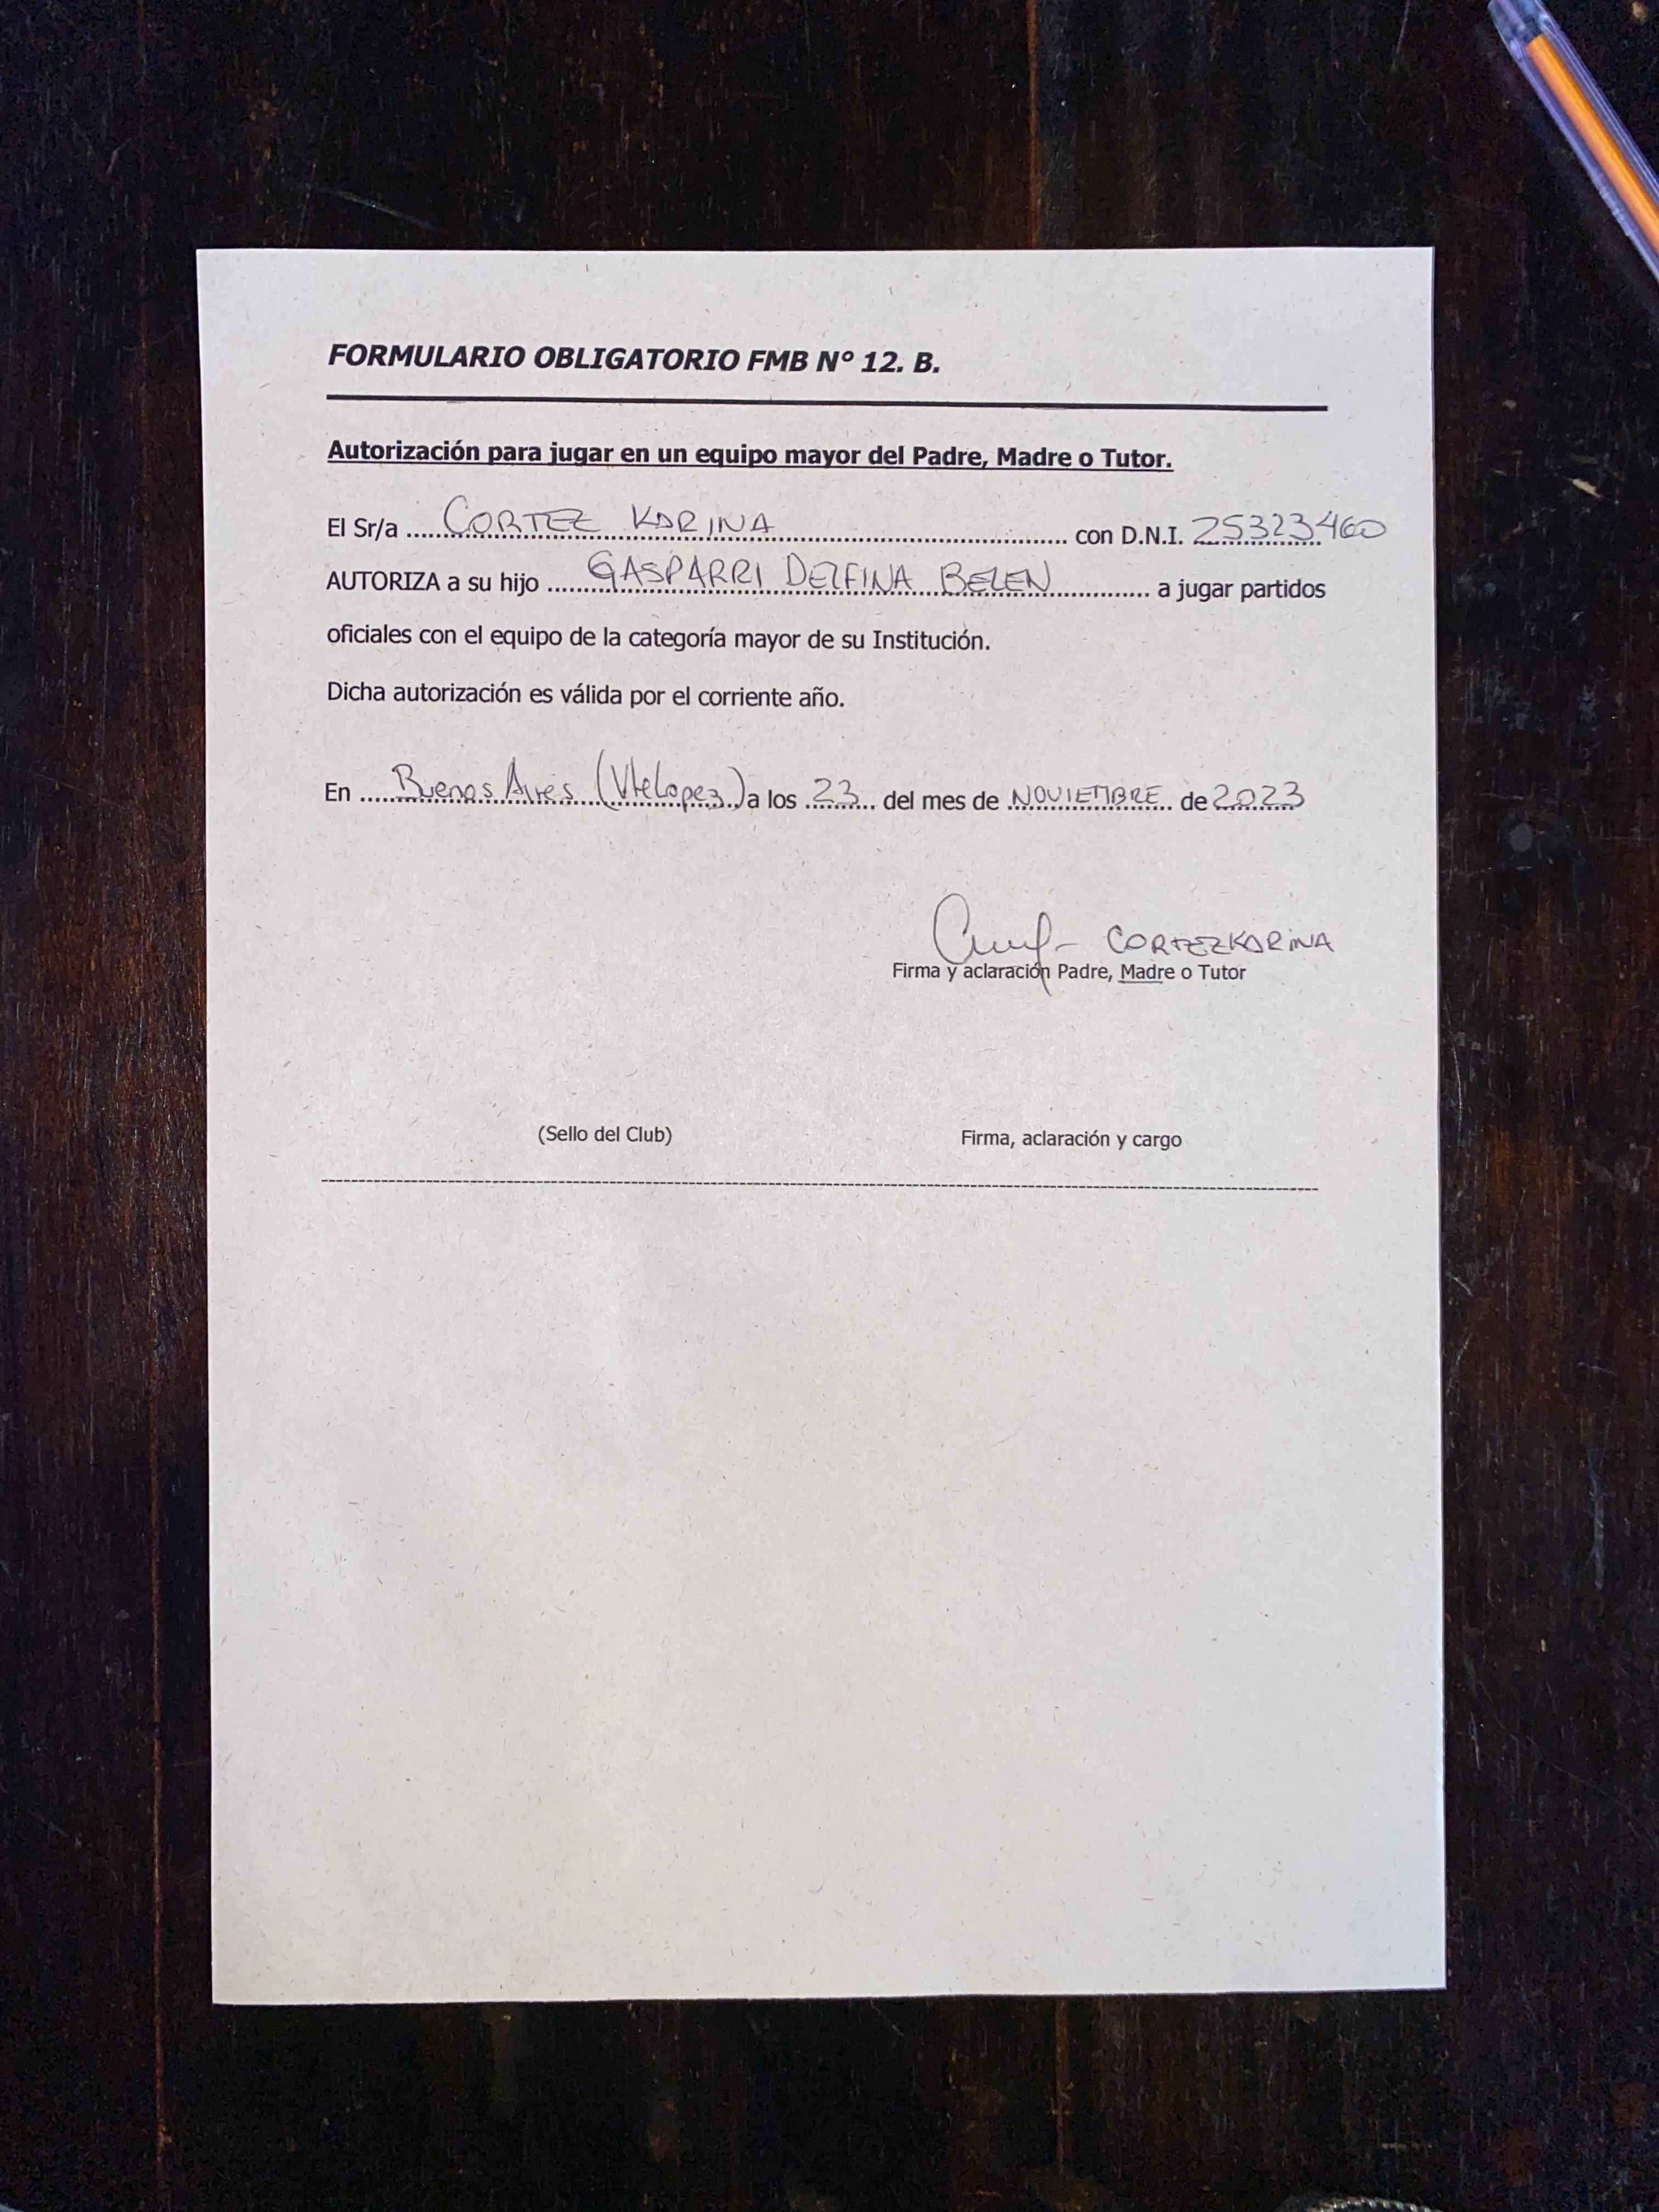 FORMULARIO OBLIGATORIO FMB Nº 12. B.
Autorización para jugar en un equipo mayor del Padre, Madre o Tutor.
El Sr/a ....CORTEZ KARINA.... con D.N.I. 25323460
AUTORIZA a su hijo ....GASPARRI DELFINA BELEN.... a jugar partidos
oficiales con el equipo de la categoría mayor de su Institución.
Dicha autorización es válida por el corriente año.
En ....Buenos Aires (Vte Lopez) a los 23 del mes de NOVIEMBRE de 2023
CORTEZ KARINA
Firma y aclaración Padre, Madre o Tutor
(Sello del Club) Firma, aclaración y cargo